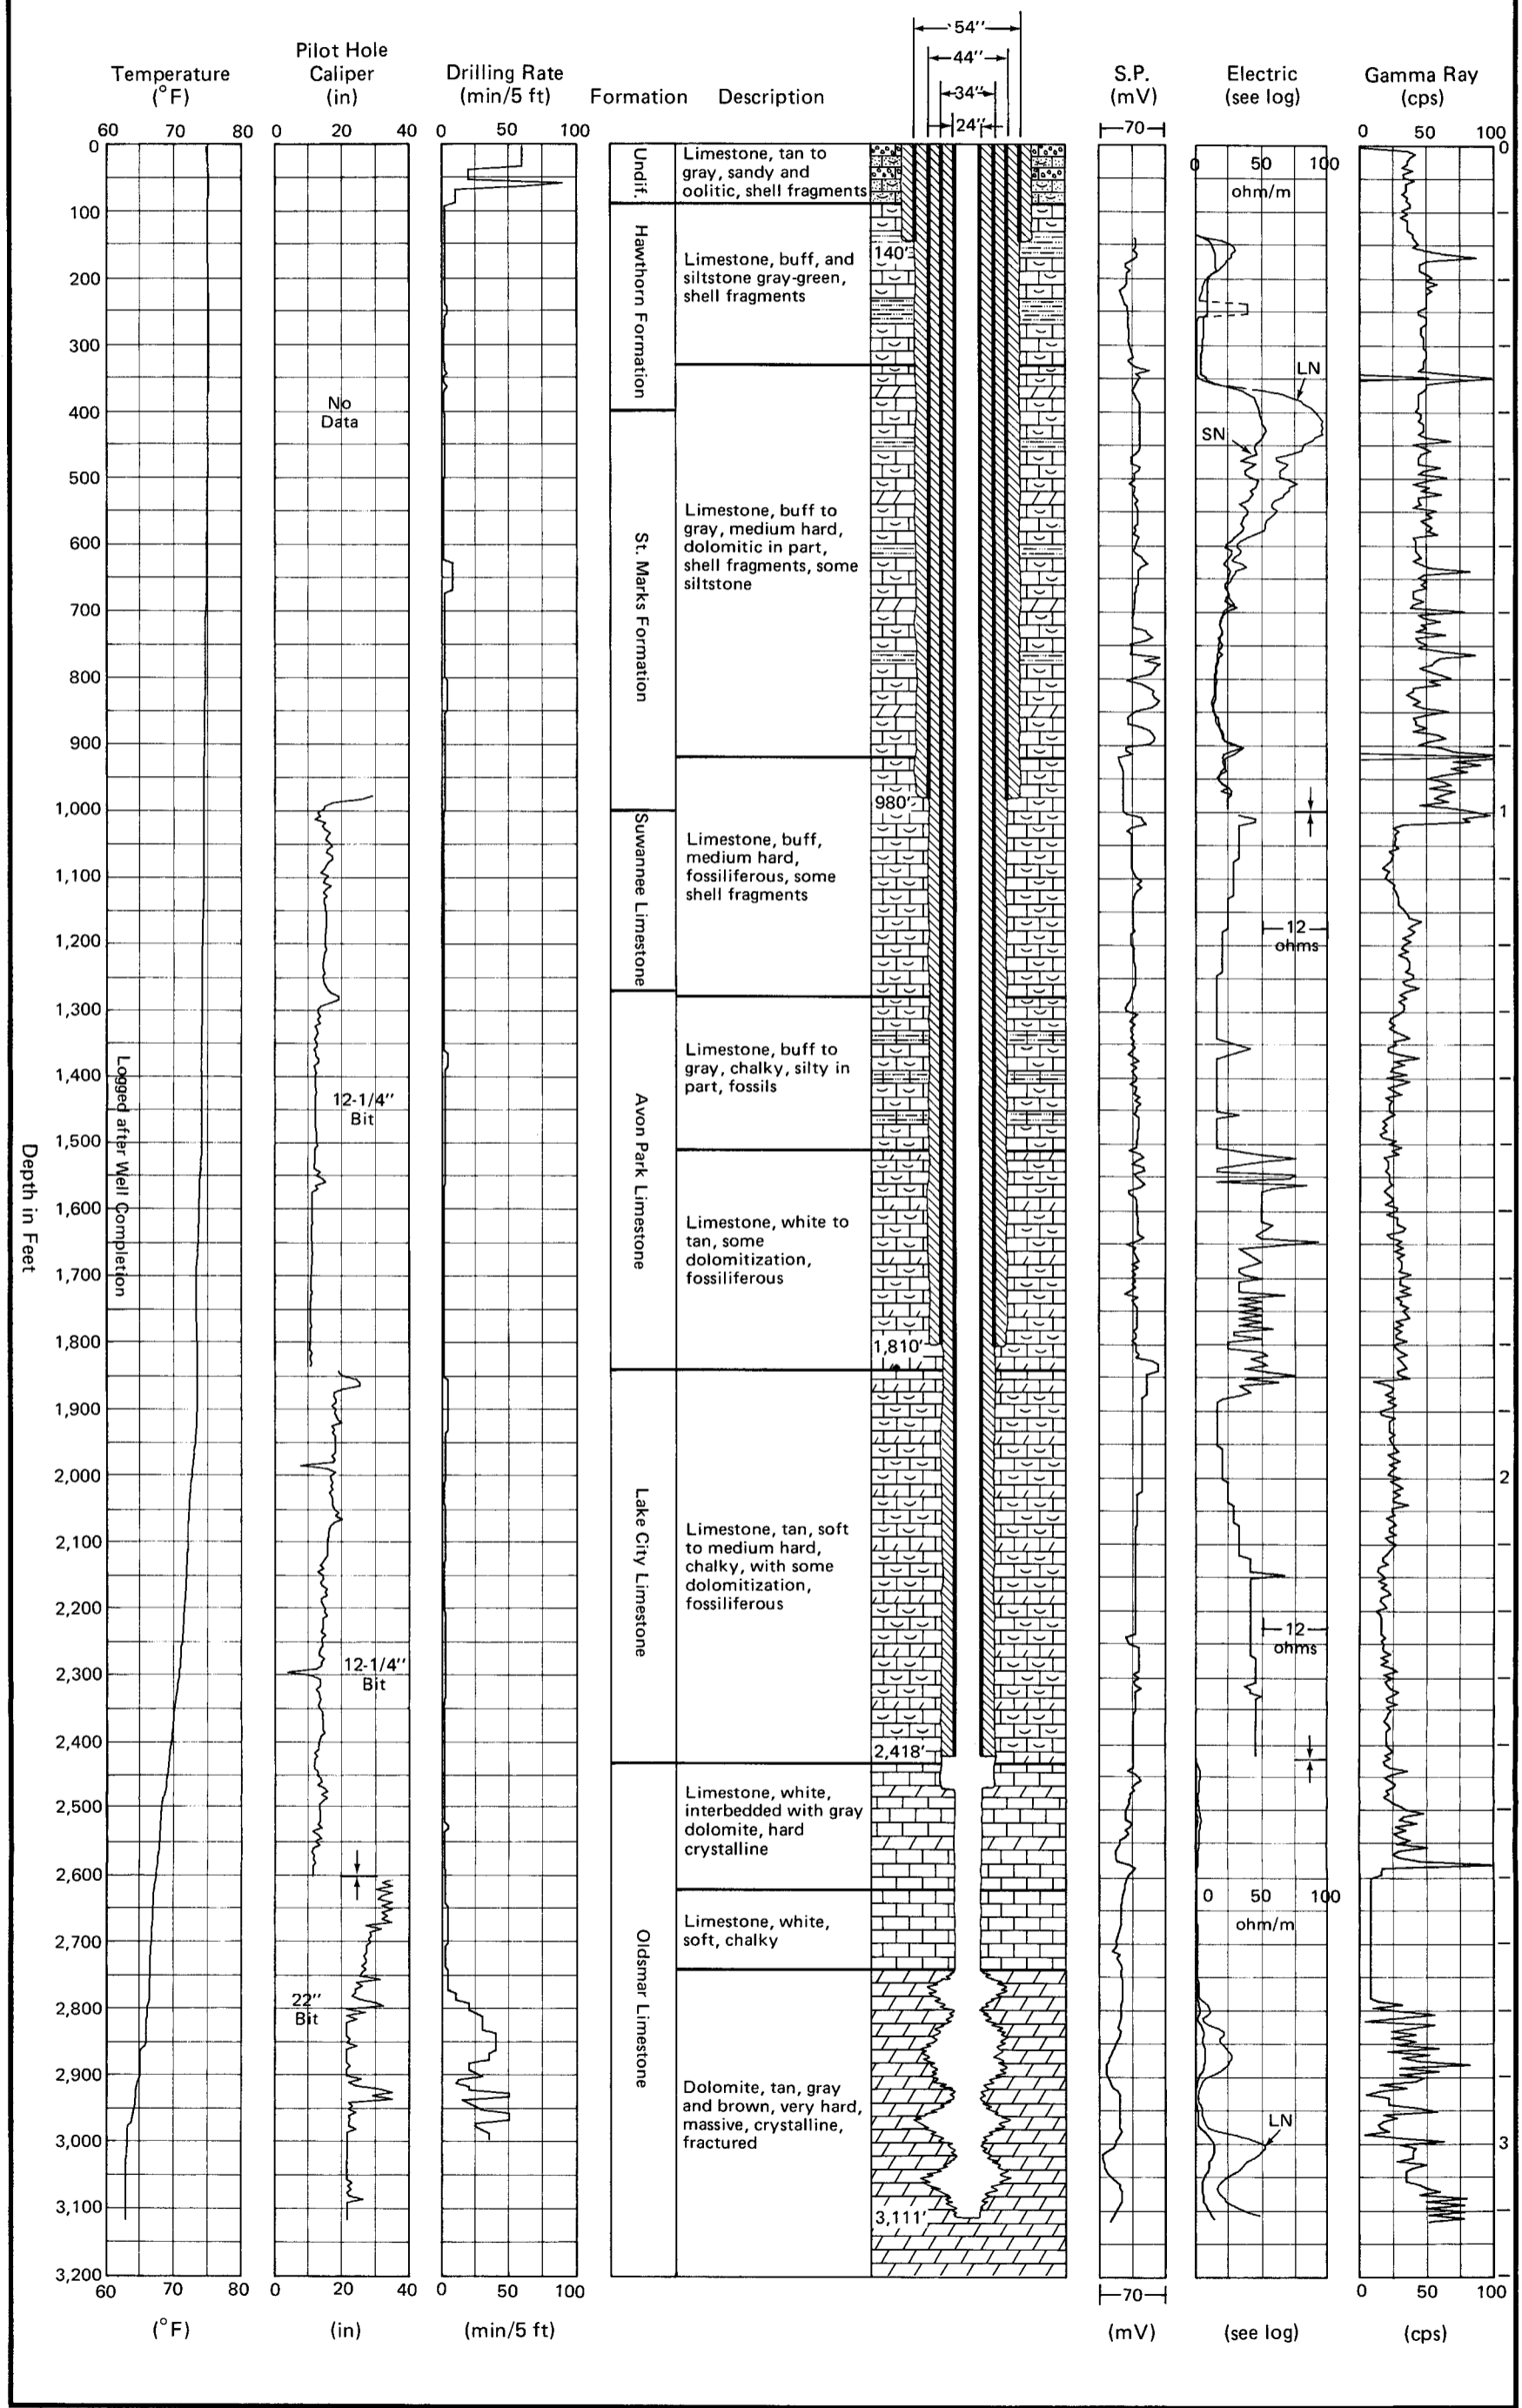 54''
44''
34''
24''
Temperature
(°F)
Pilot Hole
Caliper
(in)
Drilling Rate
(min/5 ft)
Formation
Description
S.P.
(mV)
Electric
(see log)
Gamma Ray
(cps)
60 70 80
0 20 40
0 50 100
70
0 50 100
0 50 100
ohm/m
0
100
200
300
400
500
600
700
800
900
1,000
1,100
1,200
1,300
1,400
1,500
1,600
1,700
1,800
1,900
2,000
2,100
2,200
2,300
2,400
2,500
2,600
2,700
2,800
2,900
3,000
3,100
3,200
Depth in Feet
Logged after Well Completion
No
Data
12-1/4''
Bit
12-1/4''
Bit
22''
Bit
Undif.
Hawthorn Formation
St. Marks Formation
Suwannee Limestone
Avon Park Limestone
Lake City Limestone
Oldsmar Limestone
Limestone, tan to
gray, sandy and
oolitic, shell fragments
Limestone, buff, and
siltstone gray-green,
shell fragments
Limestone, buff to
gray, medium hard,
dolomitic in part,
shell fragments, some
siltstone
Limestone, buff,
medium hard,
fossiliferous, some
shell fragments
Limestone, buff to
gray, chalky, silty in
part, fossils
Limestone, white to
tan, some
dolomitization,
fossiliferous
Limestone, tan, soft
to medium hard,
chalky, with some
dolomitization,
fossiliferous
Limestone, white,
interbedded with gray
dolomite, hard
crystalline
Limestone, white,
soft, chalky
Dolomite, tan, gray
and brown, very hard,
massive, crystalline,
fractured
140'
980'
1,810'
2,418'
3,111'
LN
SN
12
ohms
12
ohms
0 50 100
ohm/m
LN
0
1
2
3
60 70 80
0 20 40
0 50 100
70
0 50 100
(°F)
(in)
(min/5 ft)
(mV)
(see log)
(cps)